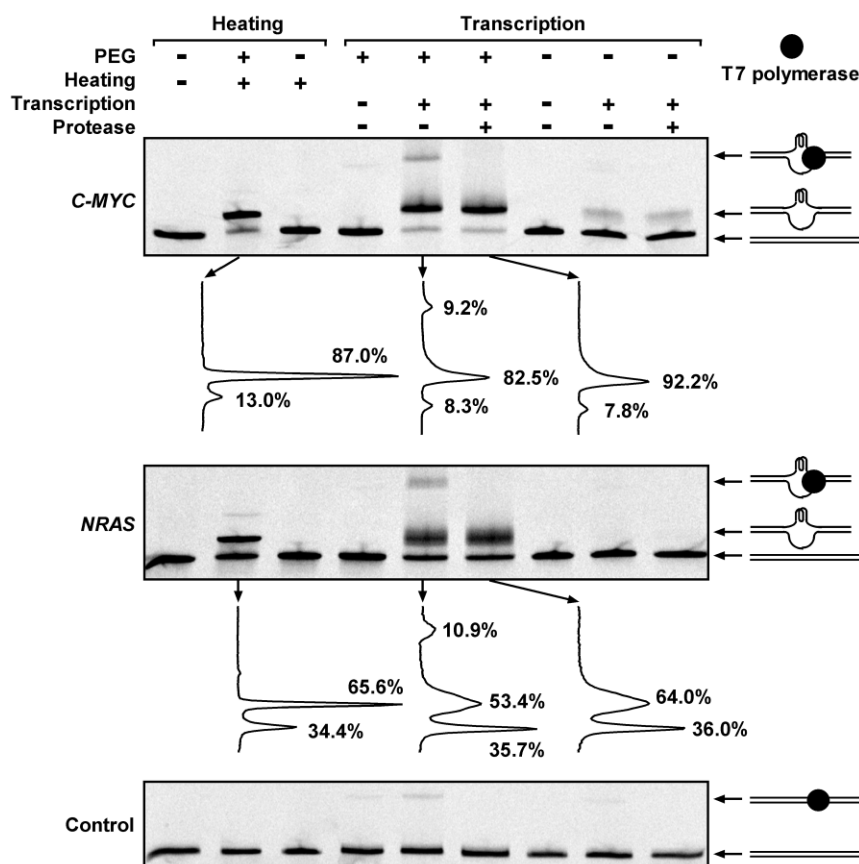 Heating Transcription
PEG - + - + + + - - -
T7 polymerase
Heating - + +
Transcription - + + - + +
Protease - - + - - +
C-MYC
9.2%
87.0% 82.5% 92.2%
13.0% 8.3% 7.8%
NRAS
10.9%
65.6% 53.4% 64.0%
34.4% 35.7% 36.0%
Control